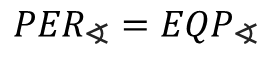 PER∢ = EQP∢